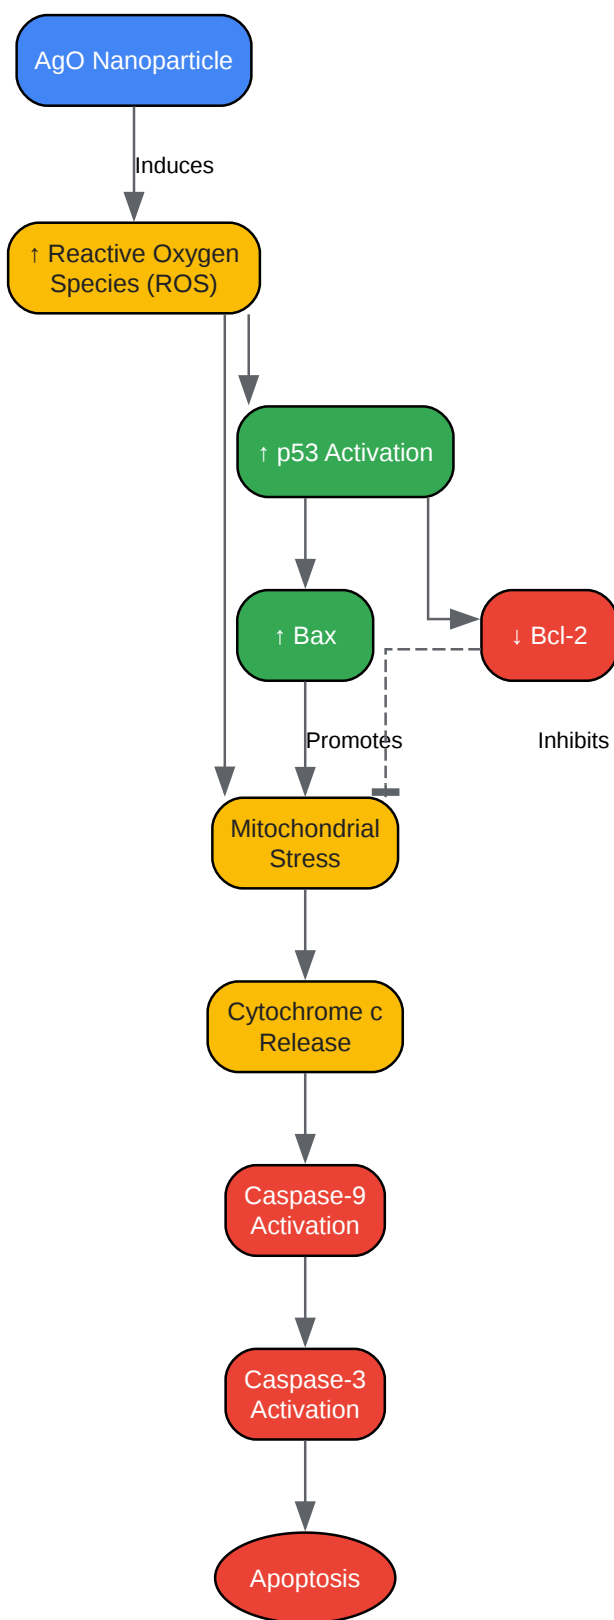 AgO Nanoparticle
Induces
↑ Reactive Oxygen
Species (ROS)
↑ p53 Activation
↑ Bax
↓ Bcl-2
Promotes
Inhibits
Mitochondrial
Stress
Cytochrome c
Release
Caspase-9
Activation
Caspase-3
Activation
Apoptosis